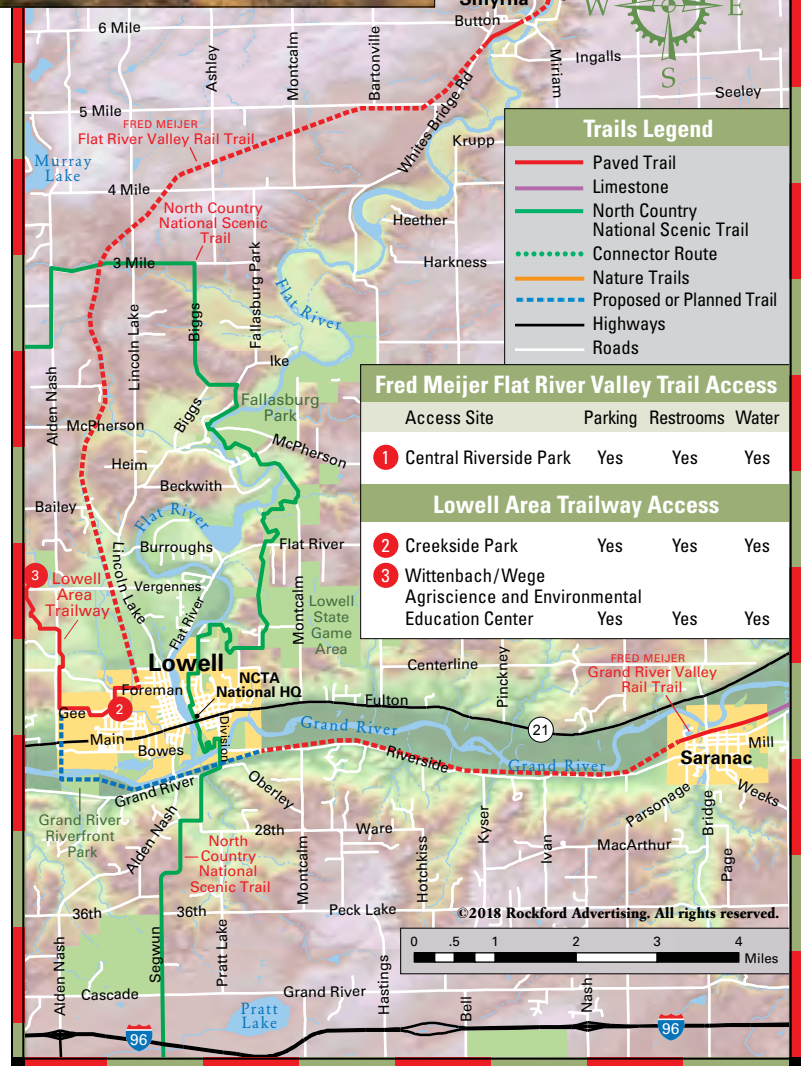 Smyrna
W
E
S
Button
6 Mile
Ashley
Montcalm
Bartonville
Miriam
Ingalls
Seeley
5 Mile
FRED MEIJER
Flat River Valley Rail Trail
Whites Bridge Rd
Krupp
Murray
Lake
4 Mile
North Country
National Scenic
Trail
Heether
Harkness
3 Mile
Fallasburg Park
Flat River
Biggs
Lincoln Lake
Alden Nash
Ike
Trails Legend
Paved Trail
Limestone
North Country
National Scenic Trail
Connector Route
Nature Trails
Proposed or Planned Trail
Highways
Roads
Fred Meijer Flat River Valley Trail Access
Access Site Parking Restrooms Water
1 Central Riverside Park Yes Yes Yes
Lowell Area Trailway Access
2 Creekside Park Yes Yes Yes
3 Wittenbach/Wege
Agriscience and Environmental
Education Center Yes Yes Yes
Fallasburg
Park
McPherson
Biggs
McPherson
Heim
Beckwith
Bailey
Flat River
Burroughs
Flat River
3 Lowell
Area
Trailway
Lincoln Lake
Vergennes
Flat River
Montcalm
Lowell
State
Game
Area
Lowell
NCTA
National HQ
Foreman
2
Gee
Main
Bowes
Division
Fulton
Centerline
Pinckney
21
FRED MEIJER
Grand River Valley
Rail Trail
Grand River
Riverside
Grand River
Mill
Saranac
Weeks
Grand River
Grand River
Riverfront
Park
Alden Nash
Oberley
28th
Ware
Montcalm
Hotchkiss
Kyser
Ivan
Parsonage
Bridge
MacArthur
Page
North
Country
National
Scenic Trail
36th
36th
Peck Lake
©2018 Rockford Advertising. All rights reserved.
0 .5 1 2 3 4
Miles
Alden Nash
Segwun
Pratt Lake
Cascade
Grand River
Hastings
Bell
Nash
Pratt
Lake
96
96